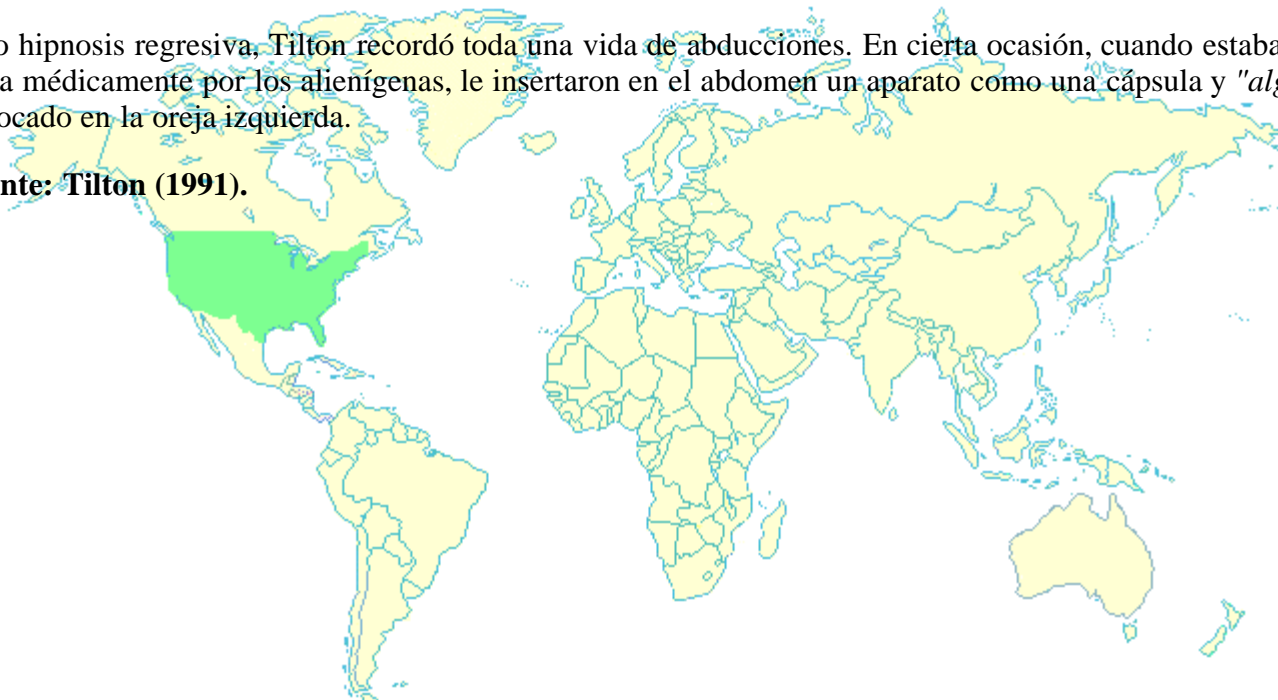 o hipnosis regresiva, Tilton recordó toda una vida de abducciones. En cierta ocasión, cuando estaba
a médicamente por los alienígenas, le insertaron en el abdomen un aparato como una cápsula y "alg
ocado en la oreja izquierda.
nte: Tilton (1991).